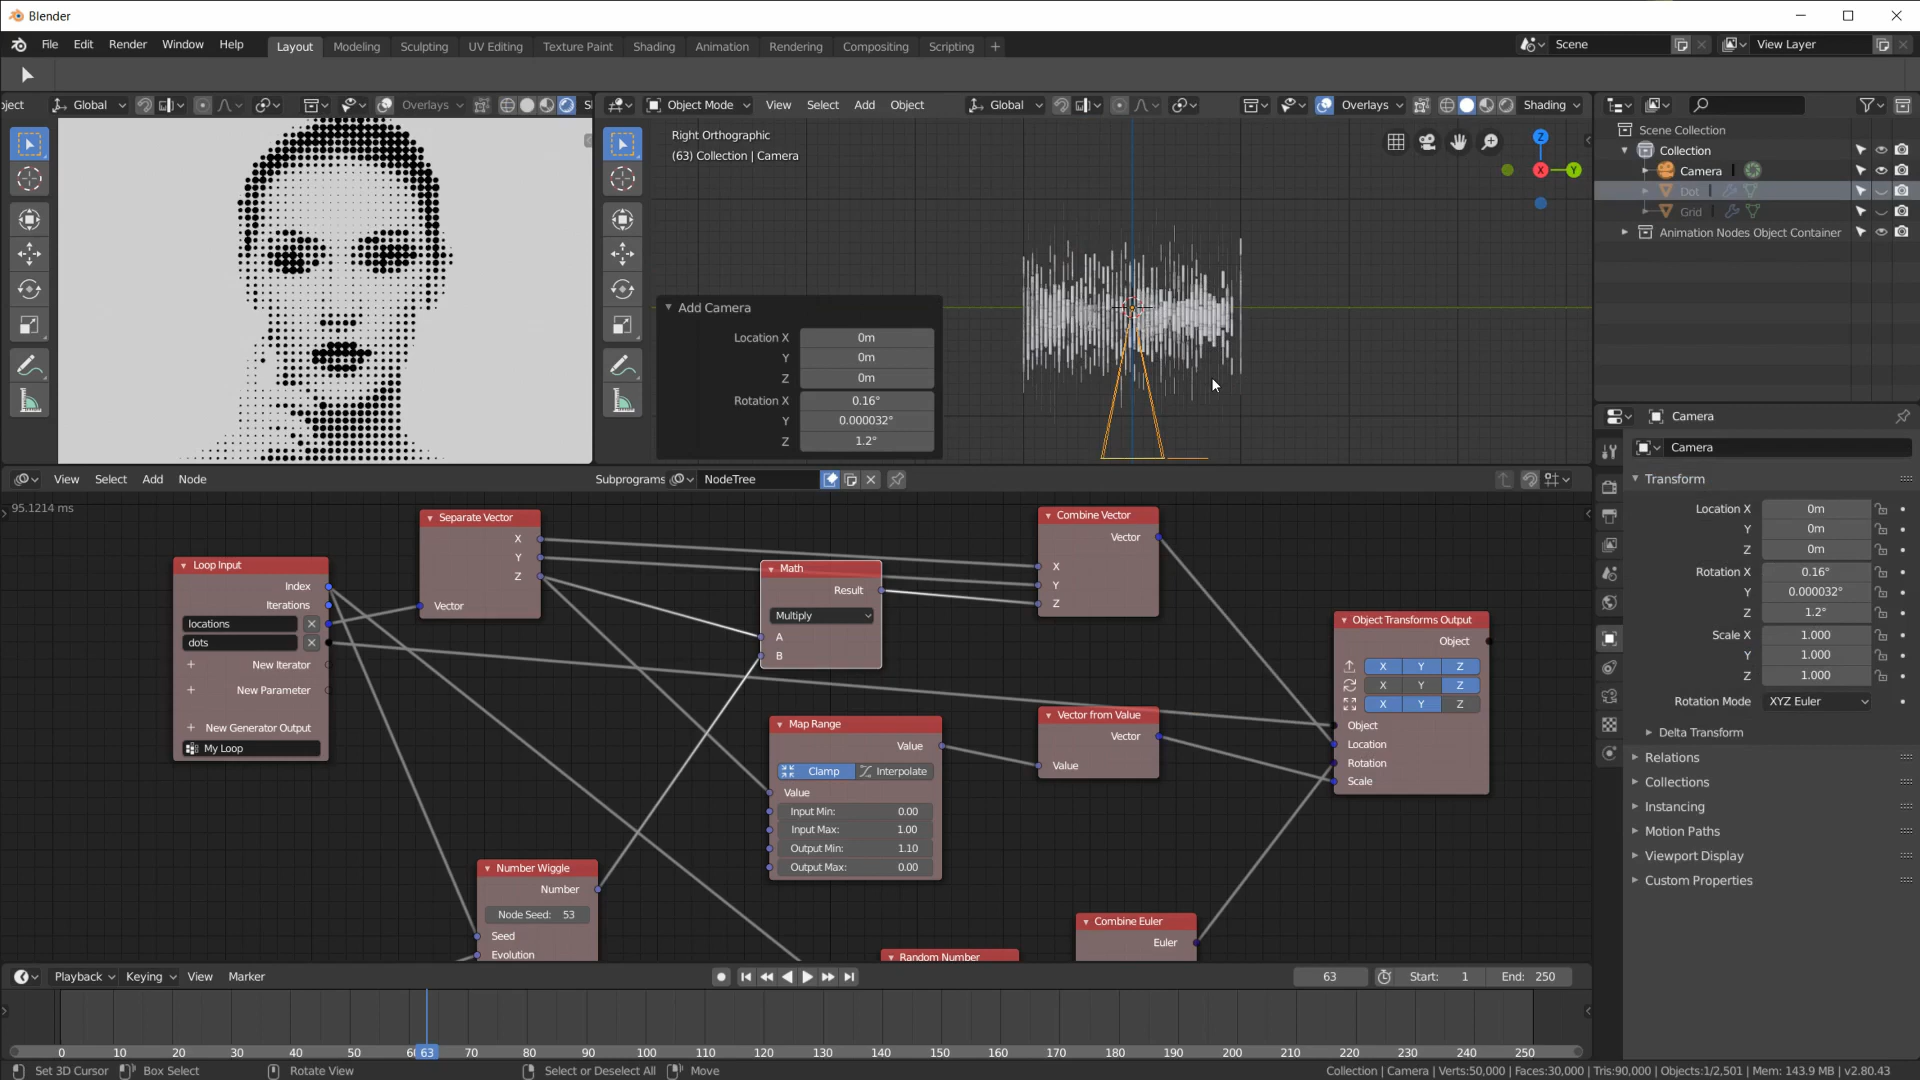 Blender
File Edit Render Window Help Layout Modeling Sculpting UV Editing Texture Paint Shading Animation Rendering Compositing Scripting + Scene View Layer
ject Global Overlays S Object Mode View Select Add Object Global Overlays Shading
Right Orthographic
(63) Collection | Camera
Z
X
Y
Add Camera
Location X 0m
Y 0m
Z 0m
Rotation X 0.16°
Y 0.000032°
Z 1.2°
Scene Collection
Collection
Camera
Dot
Grid
Animation Nodes Object Container
Camera
Camera
Transform
Location X 0m
Y 0m
Z 0m
Rotation X 0.16°
Y 0.000032°
Z 1.2°
Scale X 1.000
Y 1.000
Z 1.000
Rotation Mode XYZ Euler
Delta Transform
Relations
Collections
Instancing
Motion Paths
Viewport Display
Custom Properties
View Select Add Node Subprograms NodeTree
95.1214 ms
Loop Input
Index
Iterations
locations
dots
New Iterator
New Parameter
New Generator Output
My Loop
Separate Vector
X
Y
Z
Vector
Math
Result
Multiply
A
B
Combine Vector
Vector
X
Y
Z
Map Range
Value
Clamp Interpolate
Value
Input Min: 0.00
Input Max: 1.00
Output Min: 1.10
Output Max: 0.00
Vector from Value
Vector
Value
Object Transforms Output
Object
X Y Z
X Y Z
X Y Z
Object
Location
Rotation
Scale
Number Wiggle
Number
Node Seed: 53
Seed
Evolution
Random Number
Combine Euler
Euler
Playback Keying View Marker 63 Start: 1 End: 250
0 10 20 30 40 50 6 63 70 80 90 100 110 120 130 140 150 160 170 180 190 200 210 220 230 240 250
Set 3D Cursor Box Select Rotate View Select or Deselect All Move Collection | Camera | Verts:50,000 | Faces:30,000 | Tris:90,000 | Objects:1/2,501 | Mem: 143.9 MB | v2.80.43